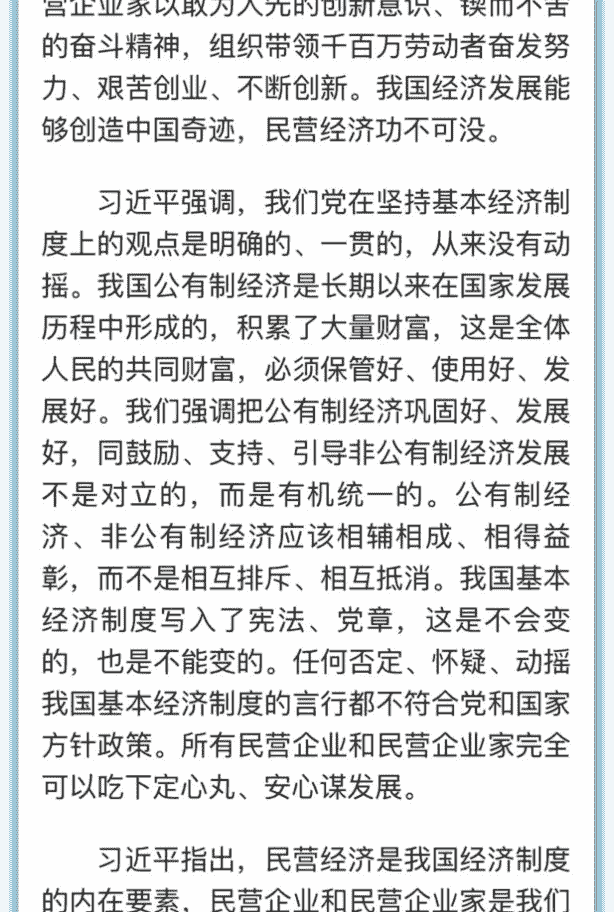 营企业家以敢为人先的创新意识、锲而不舍
的奋斗精神，组织带领千百万劳动者奋发努
力、艰苦创业、不断创新。我国经济发展能
够创造中国奇迹，民营经济功不可没。
习近平强调，我们党在坚持基本经济制
度上的观点是明确的、一贯的，从来没有动
摇。我国公有制经济是长期以来在国家发展
历程中形成的，积累了大量财富，这是全体
人民的共同财富，必须保管好、使用好、发
展好。我们强调把公有制经济巩固好、发展
好，同鼓励、支持、引导非公有制经济发展
不是对立的，而是有机统一的。公有制经
济、非公有制经济应该相辅相成、相得益
彰，而不是相互排斥、相互抵消。我国基本
经济制度写入了宪法、党章，这是不会变
的，也是不能变的。任何否定、怀疑、动摇
我国基本经济制度的言行都不符合党和国家
方针政策。所有民营企业和民营企业家完全
可以吃下定心丸、安心谋发展。
习近平指出，民营经济是我国经济制度
的内在要素，民营企业和民营企业家是我们